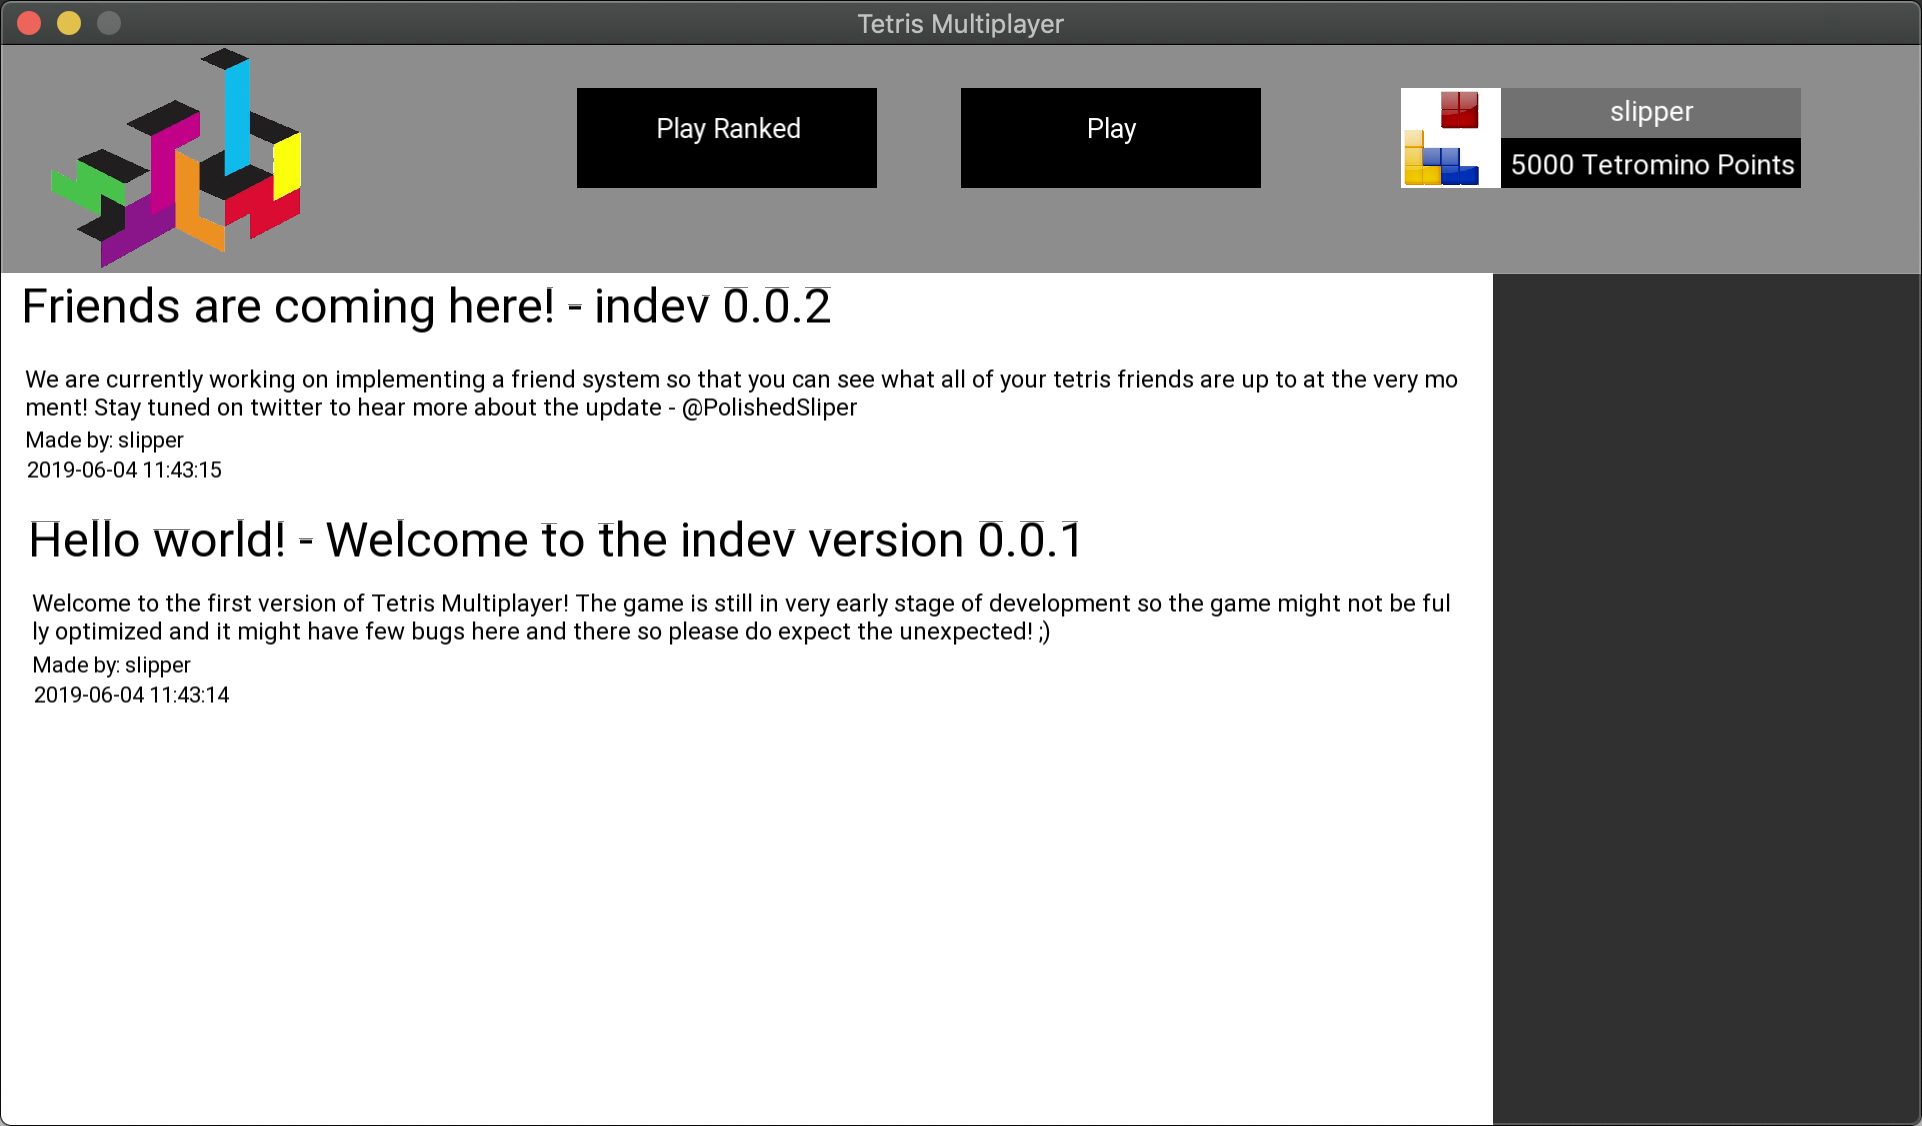 Tetris Multiplayer
Play Ranked
Play
slipper
5000 Tetromino Points
Friends are coming here! - indev 0.0.2
We are currently working on implementing a friend system so that you can see what all of your tetris friends are up to at the very mo
ment! Stay tuned on twitter to hear more about the update - @PolishedSliper
Made by: slipper
2019-06-04 11:43:15
Hello world! - Welcome to the indev version 0.0.1
Welcome to the first version of Tetris Multiplayer! The game is still in very early stage of development so the game might not be ful
ly optimized and it might have few bugs here and there so please do expect the unexpected! ;)
Made by: slipper
2019-06-04 11:43:14